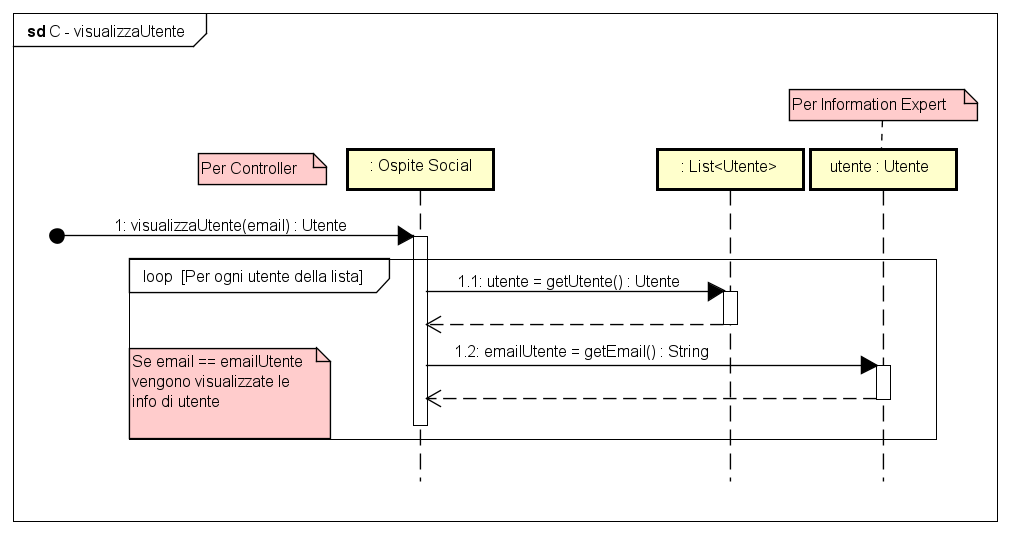 sd C - visualizzaUtente
Per Information Expert
Per Controller
: Ospite Social
: List<Utente>
utente : Utente
1: visualizzaUtente(email) : Utente
loop [Per ogni utente della lista]
1.1: utente = getUtente() : Utente
1.2: emailUtente = getEmail() : String
Se email == emailUtente
vengono visualizzate le
info di utente